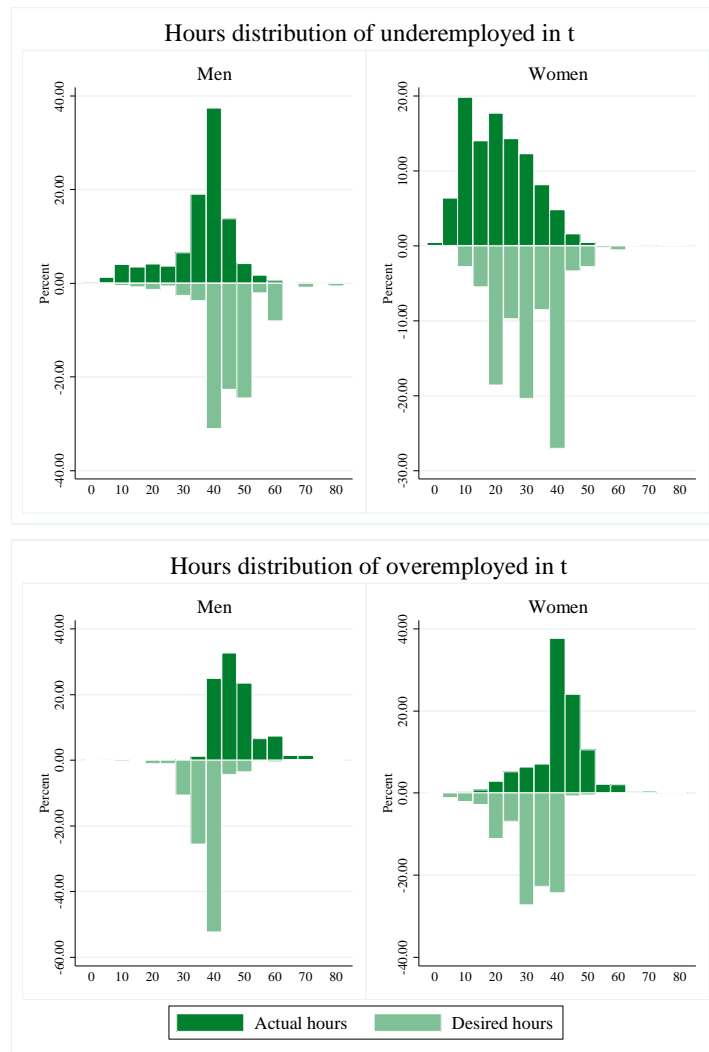 Hours distribution of underemployed in t
Men
Women
Percent
40.00
20.00
0.00
-20.00
-40.00
0 10 20 30 40 50 60 70 80
Percent
20.00
10.00
0.00
-10.00
-20.00
-30.00
0 10 20 30 40 50 60 70 80
Hours distribution of overemployed in t
Men
Women
Percent
40.00
20.00
0.00
-20.00
-40.00
-60.00
0 10 20 30 40 50 60 70 80
Percent
40.00
20.00
0.00
-20.00
-40.00
0 10 20 30 40 50 60 70 80
Actual hours
Desired hours